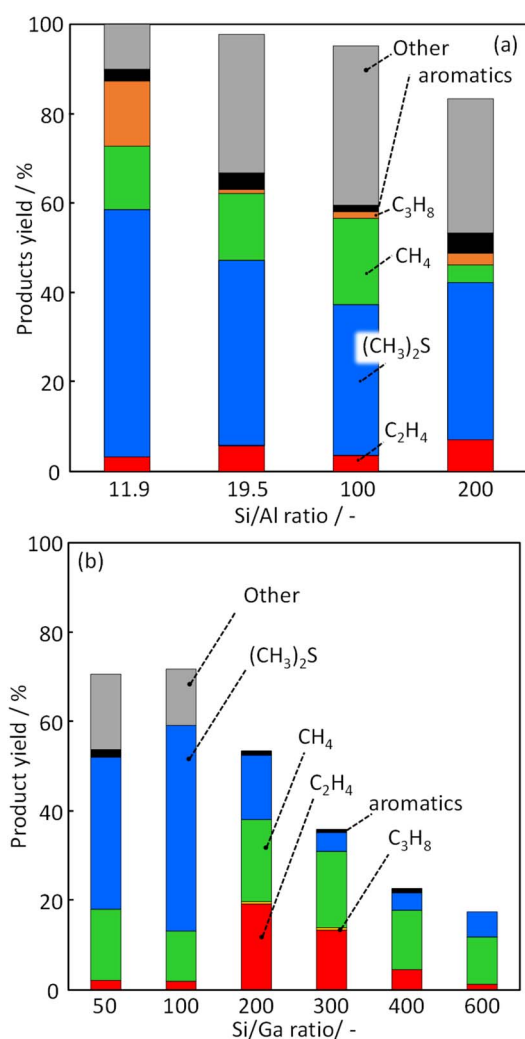 100
(a)
Other
aromatics
80
60
C₃H₈
CH₄
40
(CH₃)₂S
20
C₂H₄
0
Products yield / %
11.9 19.5 100 200
Si/Al ratio / -
100
(b)
Other
80
(CH₃)₂S
60
CH₄
C₂H₄
40
aromatics
C₃H₈
20
0
Product yield / %
50 100 200 300 400 600
Si/Ga ratio/ -